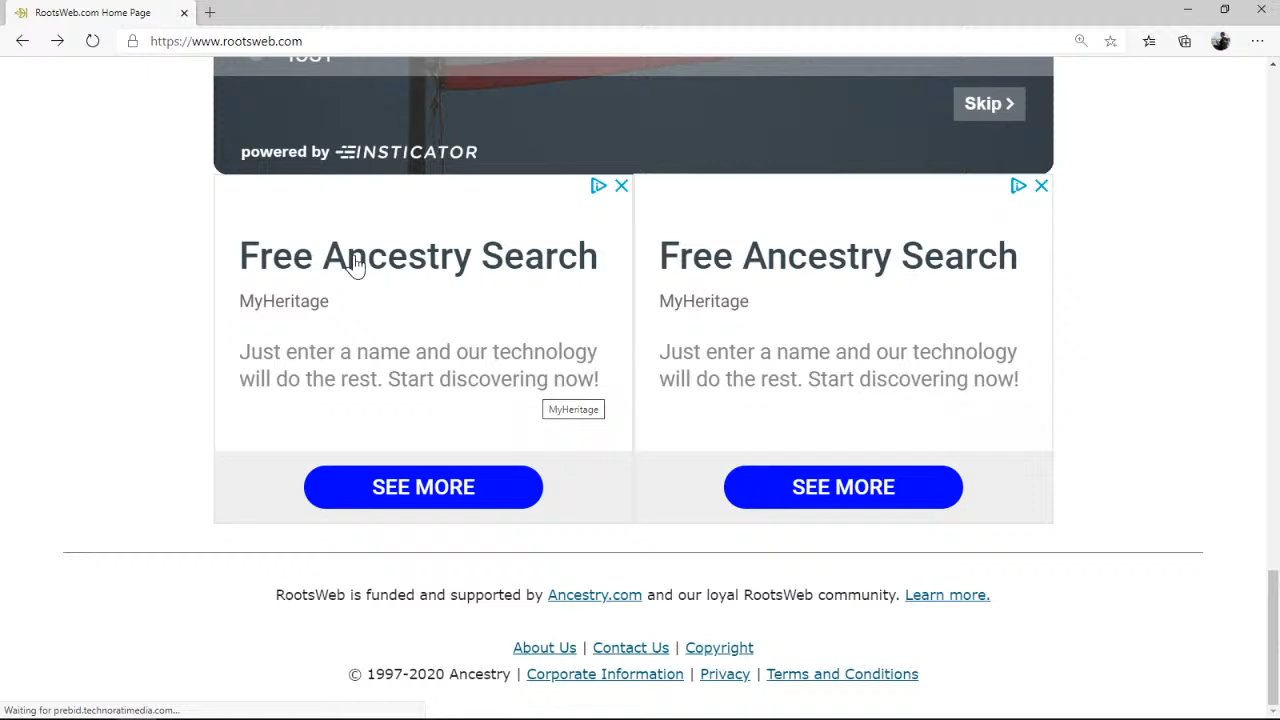 RootsWeb.com Home Page
https://www.rootsweb.com
Skip >
powered by INSTICATOR
Free Ancestry Search
MyHeritage
Just enter a name and our technology
will do the rest. Start discovering now!
MyHeritage
SEE MORE
Free Ancestry Search
MyHeritage
Just enter a name and our technology
will do the rest. Start discovering now!
SEE MORE
RootsWeb is funded and supported by Ancestry.com and our loyal RootsWeb community. Learn more.
About Us | Contact Us | Copyright
© 1997-2020 Ancestry | Corporate Information | Privacy | Terms and Conditions
Waiting for prebid.technoratimedia.com...